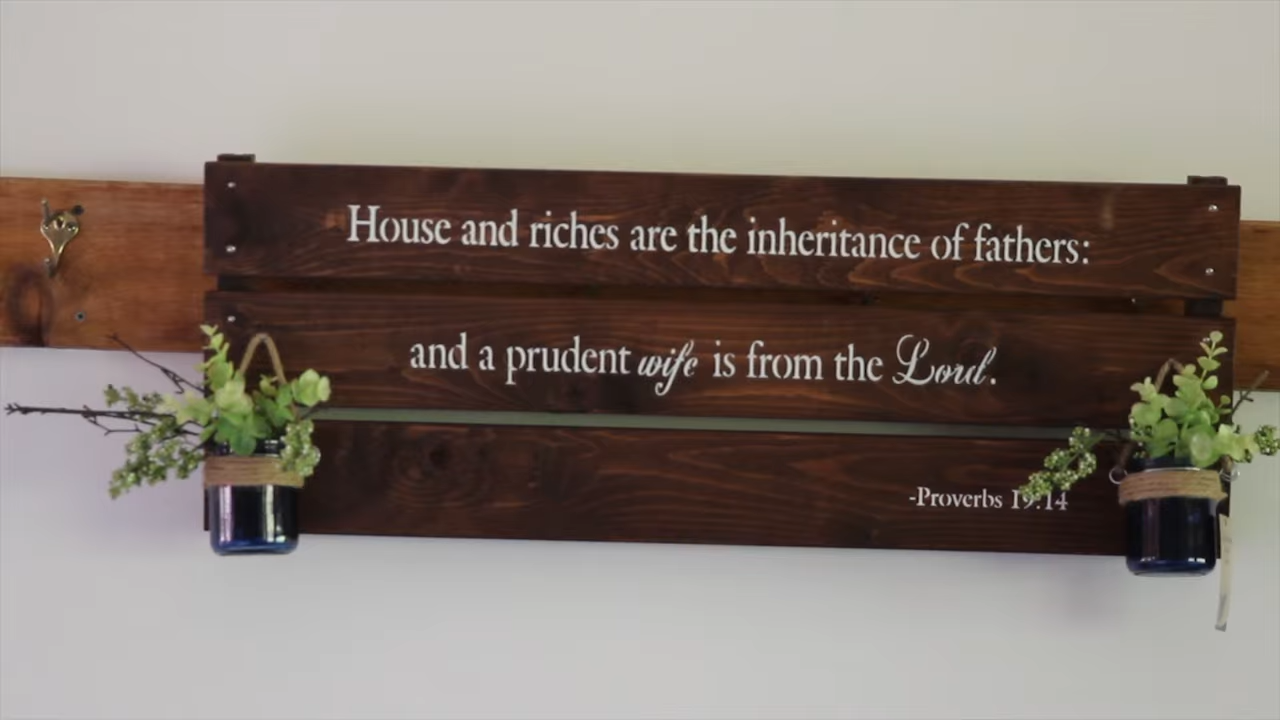 House and riches are the inheritance of fathers:
and a prudent wife is from the Lord.
-Proverbs 19:14